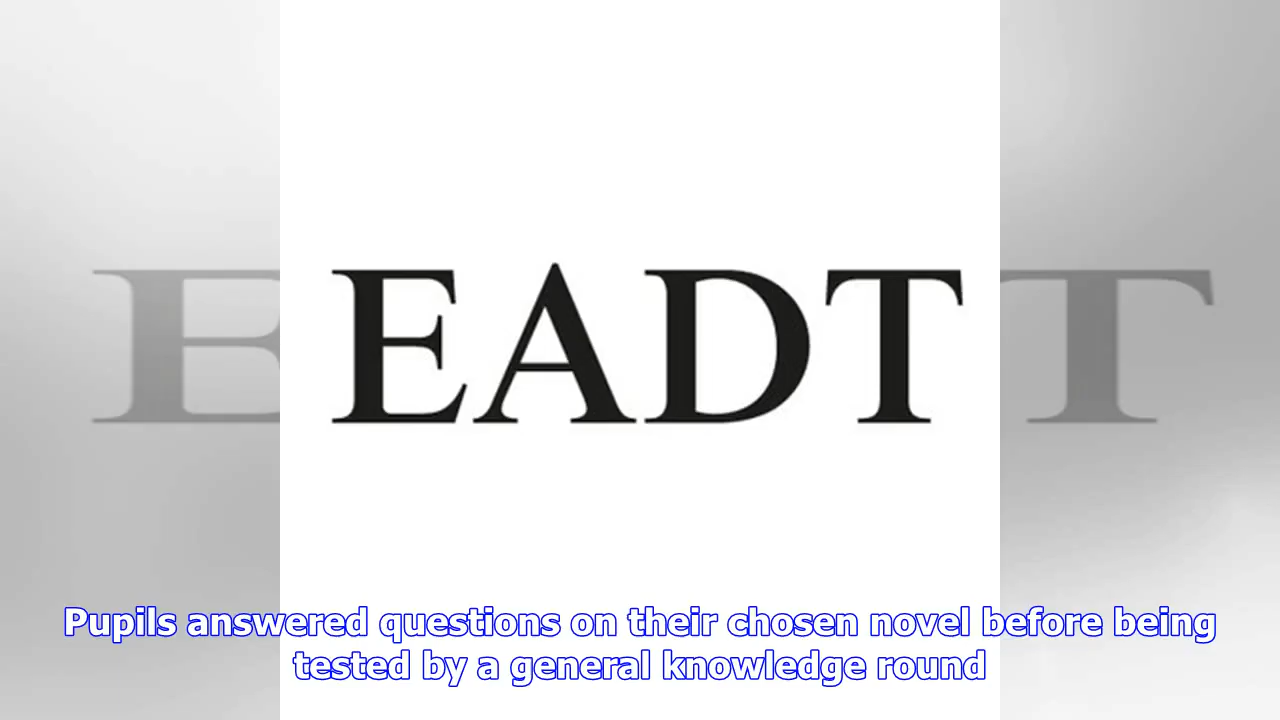 EADT
Pupils answered questions on their chosen novel before being
tested by a general knowledge round